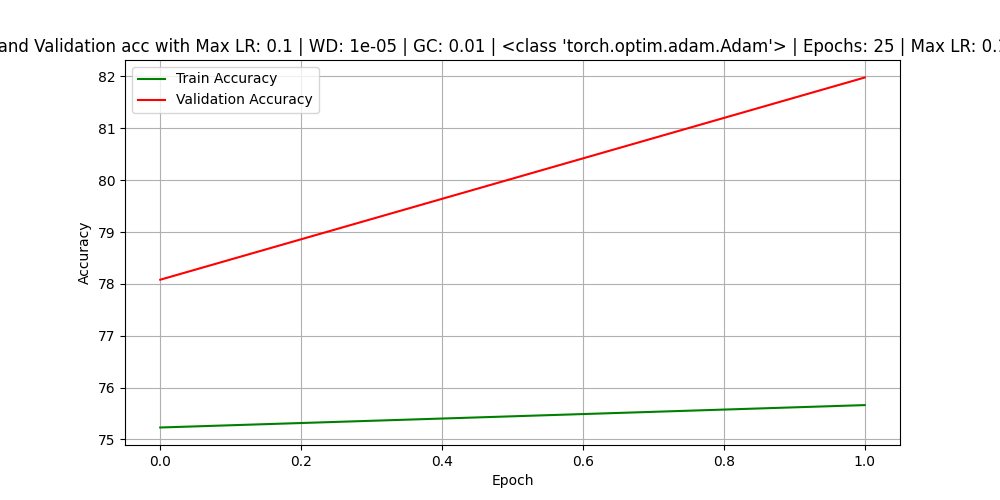 and Validation acc with Max LR: 0.1 | WD: 1e-05 | GC: 0.01 | <class 'torch.optim.adam.Adam'> | Epochs: 25 | Max LR: 0.
Train Accuracy
Validation Accuracy
82
81
80
79
78
77
76
75
Accuracy
0.0 0.2 0.4 0.6 0.8 1.0
Epoch